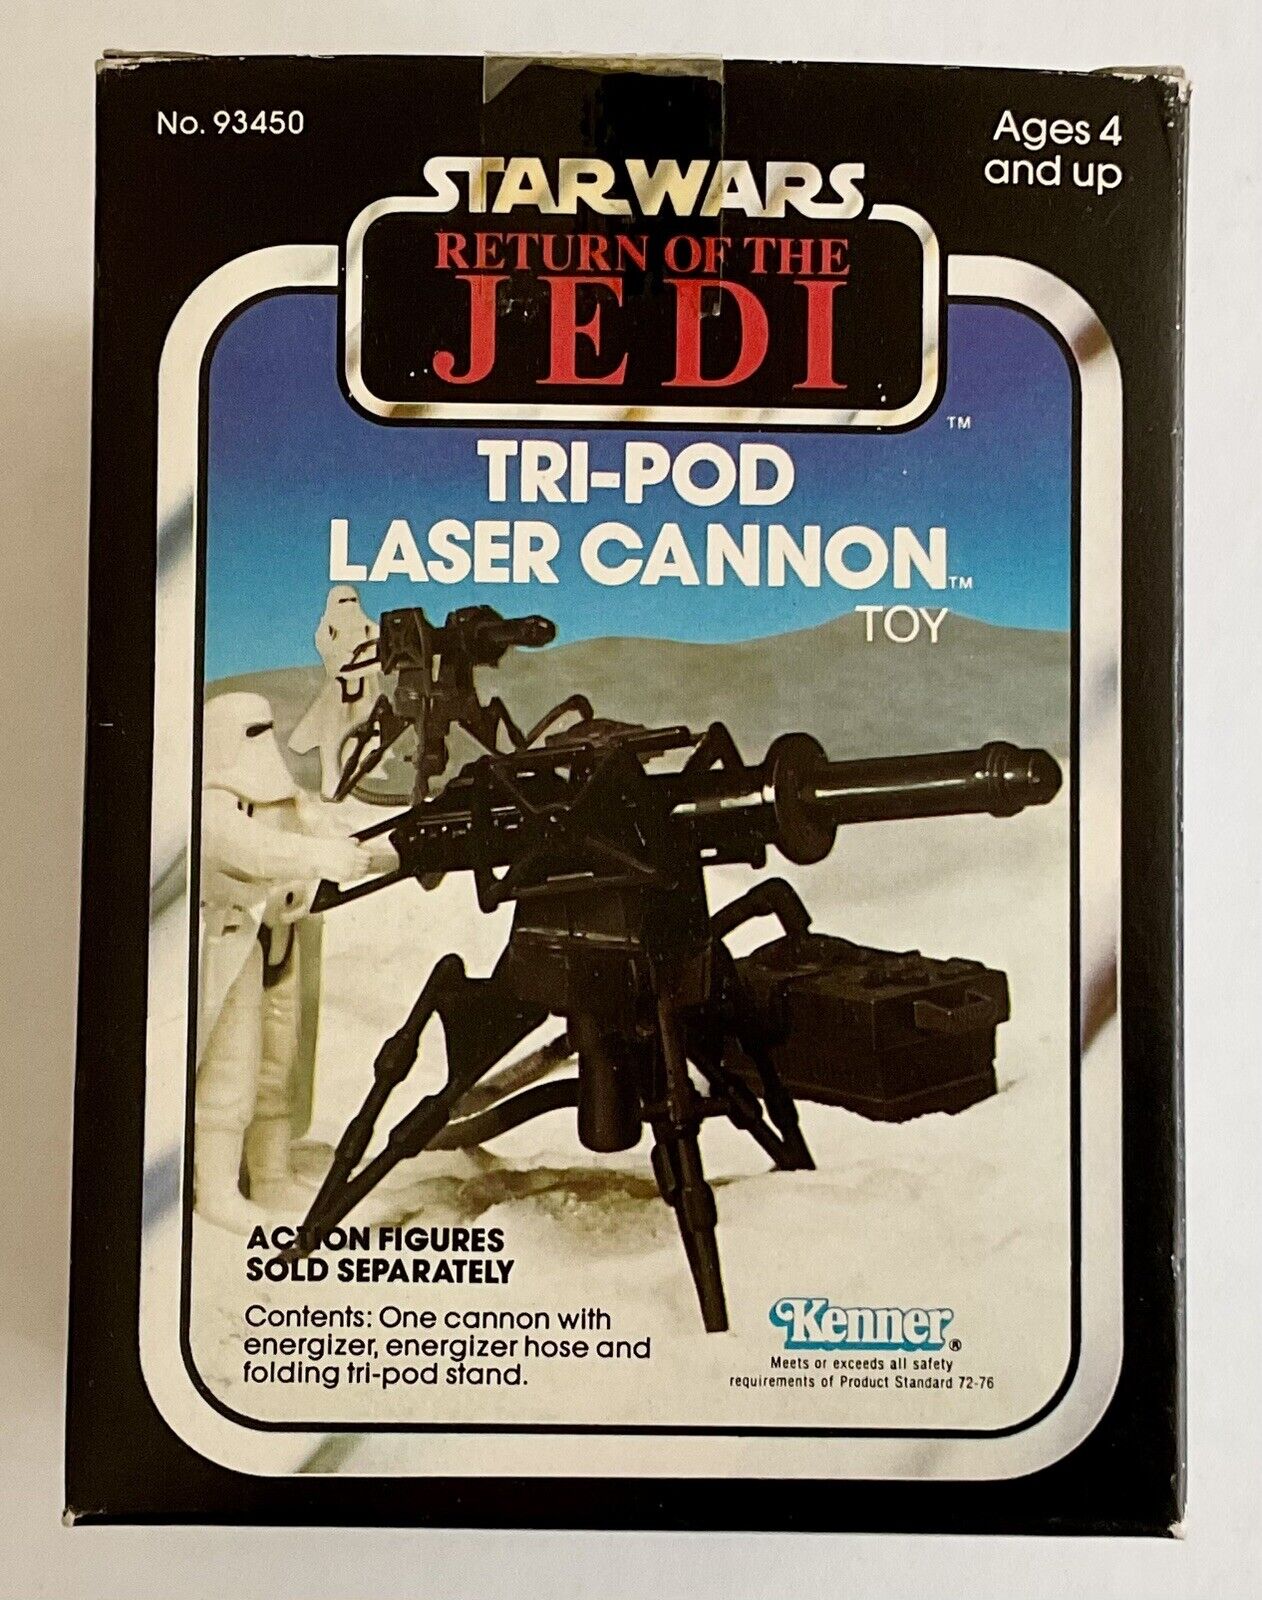 No. 93450
Ages 4
and up
STAR WARS
RETURN OF THE
JEDI
™
TRI-POD
LASER CANNON™
TOY
ACTION FIGURES
SOLD SEPARATELY
Contents: One cannon with
energizer, energizer hose and
folding tri-pod stand.
Kenner®
Meets or exceeds all safety
requirements of Product Standard 72-76